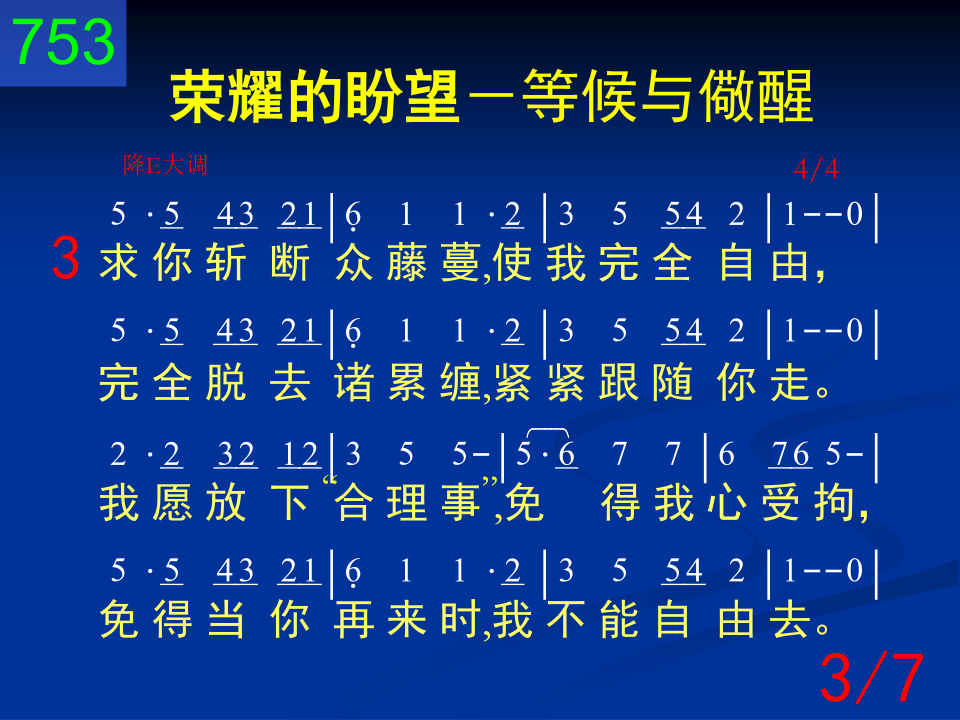 753
荣耀的盼望－等候与儆醒
降E大调 4/4
5 ·5 43 21|6̣ 1 1 ·2|3 5 54 2|1--0|
3 求你斩断众藤蔓,使我完全自由，
5 ·5 43 21|6̣ 1 1 ·2|3 5 54 2|1--0|
完全脱去诸累缠,紧紧跟随你走。
2 ·2 32 12|3 5 5-|5·6 7 7|6 76 5-|
我愿放下“合理事”,免得我心受拘，
5 ·5 43 21|6̣ 1 1 ·2|3 5 54 2|1--0|
免得当你再来时,我不能自由去。
3/7